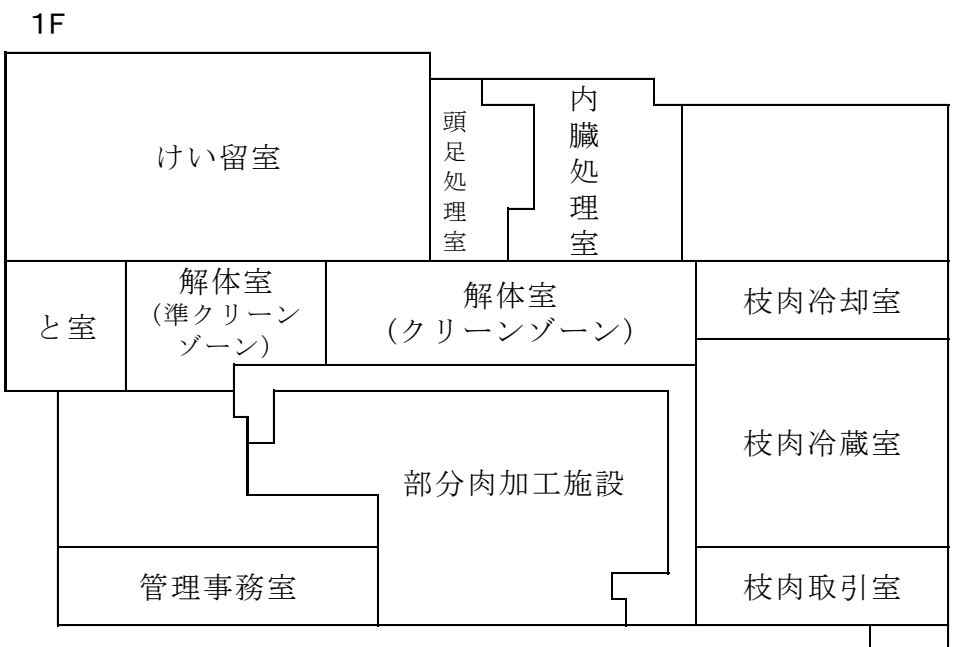 1F
けい留室
頭足処理室
内臓処理室
と室
解体室
(準クリーン
ゾーン)
解体室
(クリーンゾーン)
枝肉冷却室
枝肉冷蔵室
部分肉加工施設
管理事務室
枝肉取引室